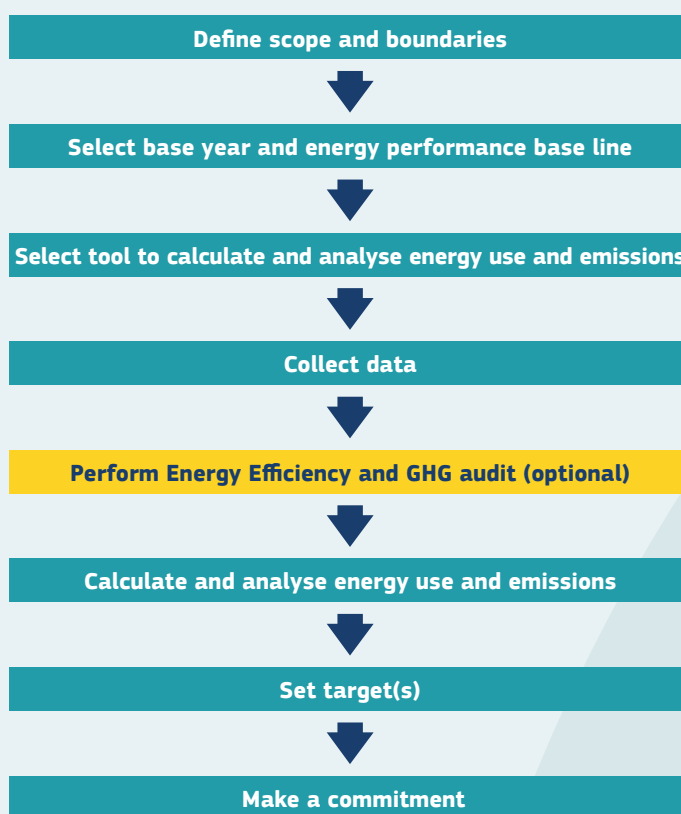 Define scope and boundaries
Select base year and energy performance base line
Select tool to calculate and analyse energy use and emissions
Collect data
Perform Energy Efficiency and GHG audit (optional)
Calculate and analyse energy use and emissions
Set target(s)
Make a commitment